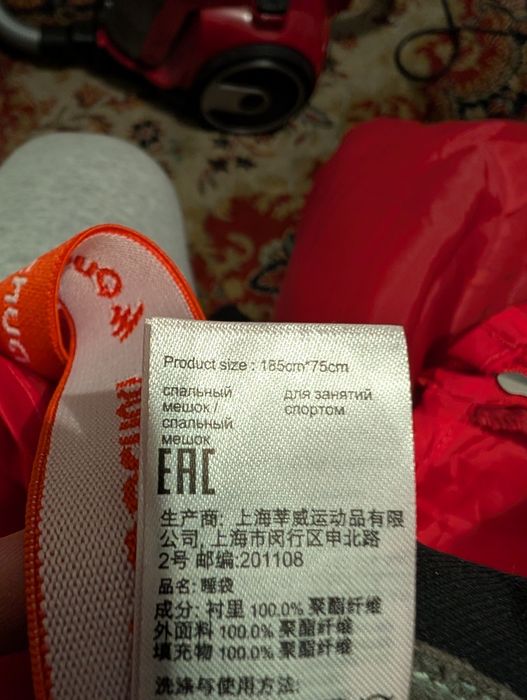 Product size : 185cm*75cm
спальный
мешок /
спальный
мешок
для занятий
спортом
EAC
生产商: 上海莘威运动品有限
公司, 上海市闵行区申北路
2号 邮编:201108
品名: 睡袋
成分: 衬里 100.0% 聚酯纤维
外面料 100.0% 聚酯纤维
填充物 100.0% 聚酯纤维
洗涤与使用方法: